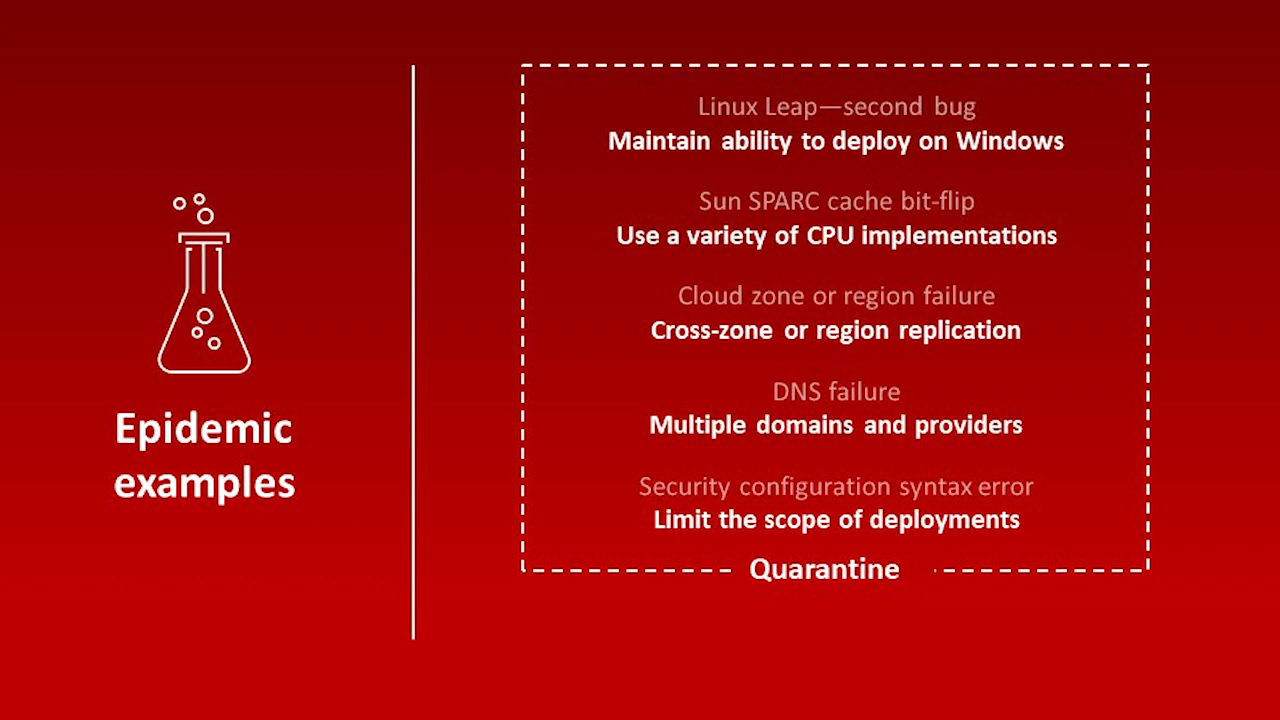 Epidemic
examples
Linux Leap—second bug
Maintain ability to deploy on Windows
Sun SPARC cache bit-flip
Use a variety of CPU implementations
Cloud zone or region failure
Cross-zone or region replication
DNS failure
Multiple domains and providers
Security configuration syntax error
Limit the scope of deployments
Quarantine